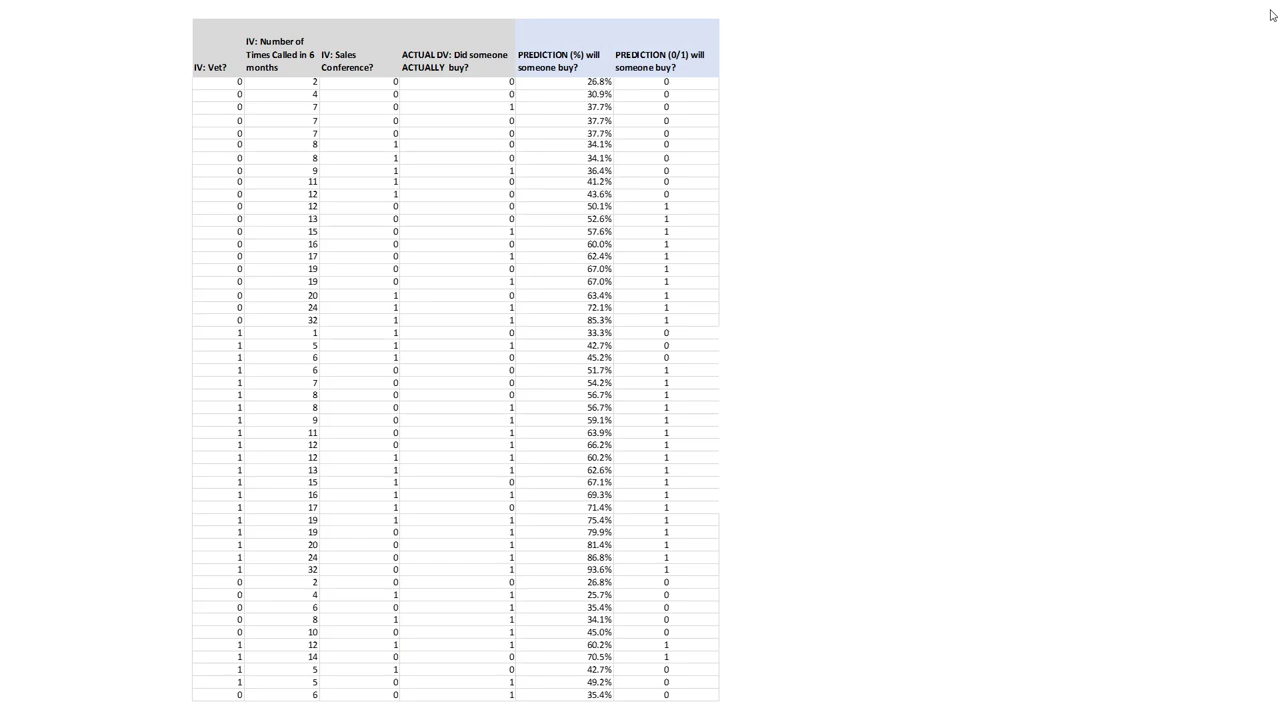 IV: Vet? IV: Number of Times Called in 6 months IV: Sales Conference? ACTUAL DV: Did someone ACTUALLY buy? PREDICTION (%) will someone buy? PREDICTION (0/1) will someone buy?
0 2 0 0 26.8% 0
0 4 0 0 30.9% 0
0 7 0 1 37.7% 0
0 7 0 0 37.7% 0
0 7 0 0 37.7% 0
0 8 1 0 34.1% 0
0 8 1 0 34.1% 0
0 9 1 1 36.4% 0
0 11 1 0 41.2% 0
0 12 1 0 43.6% 0
0 12 0 0 50.1% 1
0 13 0 0 52.6% 1
0 15 0 1 57.6% 1
0 16 0 0 60.0% 1
0 17 0 1 62.4% 1
0 19 0 0 67.0% 1
0 19 0 1 67.0% 1
0 20 1 0 63.4% 1
0 24 1 1 72.1% 1
0 32 1 1 85.3% 1
1 1 1 0 33.3% 0
1 5 1 1 42.7% 0
1 6 1 0 45.2% 0
1 6 0 0 51.7% 1
1 7 0 0 54.2% 1
1 8 0 0 56.7% 1
1 8 0 1 56.7% 1
1 9 0 1 59.1% 1
1 11 0 1 63.9% 1
1 12 0 1 66.2% 1
1 12 1 1 60.2% 1
1 13 1 1 62.6% 1
1 15 1 0 67.1% 1
1 16 1 1 69.3% 1
1 17 1 0 71.4% 1
1 19 1 1 75.4% 1
1 19 0 1 79.9% 1
1 20 0 1 81.4% 1
1 24 0 1 86.8% 1
1 32 0 1 93.6% 1
0 2 0 0 26.8% 0
0 4 1 1 25.7% 0
0 6 0 1 35.4% 0
0 8 1 1 34.1% 0
0 10 0 1 45.0% 0
1 12 1 1 60.2% 1
1 14 0 0 70.5% 1
1 5 1 0 42.7% 0
1 5 0 1 49.2% 0
0 6 0 1 35.4% 0